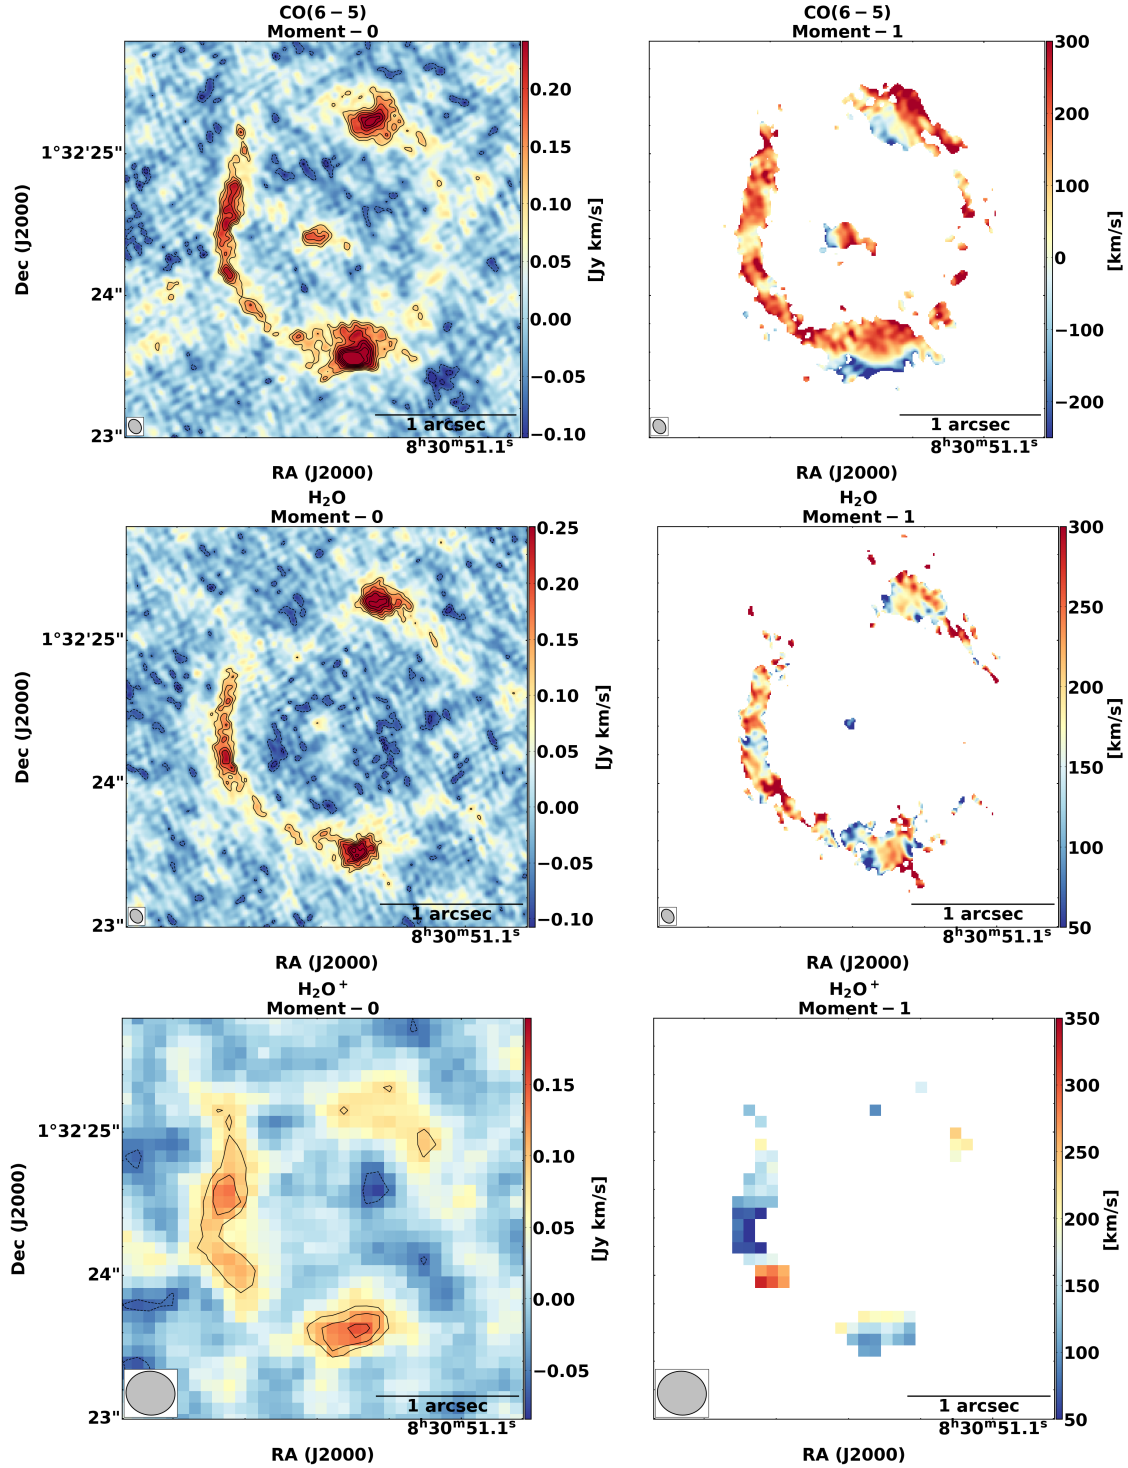 CO(6 − 5)
Moment − 0
Dec (J2000)
1°32'25"
24"
23"
1 arcsec
8ʰ30ᵐ51.1ˢ
RA (J2000)
0.20
0.15
0.10
0.05
0.00
−0.05
−0.10
[Jy km/s]
CO(6 − 5)
Moment − 1
1 arcsec
8ʰ30ᵐ51.1ˢ
RA (J2000)
300
200
100
0
−100
−200
[km/s]
H₂O
Moment − 0
Dec (J2000)
1°32'25"
24"
23"
1 arcsec
8ʰ30ᵐ51.1ˢ
RA (J2000)
0.25
0.20
0.15
0.10
0.05
0.00
−0.05
−0.10
[Jy km/s]
H₂O
Moment − 1
1 arcsec
8ʰ30ᵐ51.1ˢ
RA (J2000)
300
250
200
150
100
50
[km/s]
H₂O⁺
Moment − 0
Dec (J2000)
1°32'25"
24"
23"
1 arcsec
8ʰ30ᵐ51.1ˢ
RA (J2000)
0.15
0.10
0.05
0.00
−0.05
[Jy km/s]
H₂O⁺
Moment − 1
1 arcsec
8ʰ30ᵐ51.1ˢ
RA (J2000)
350
300
250
200
150
100
50
[km/s]